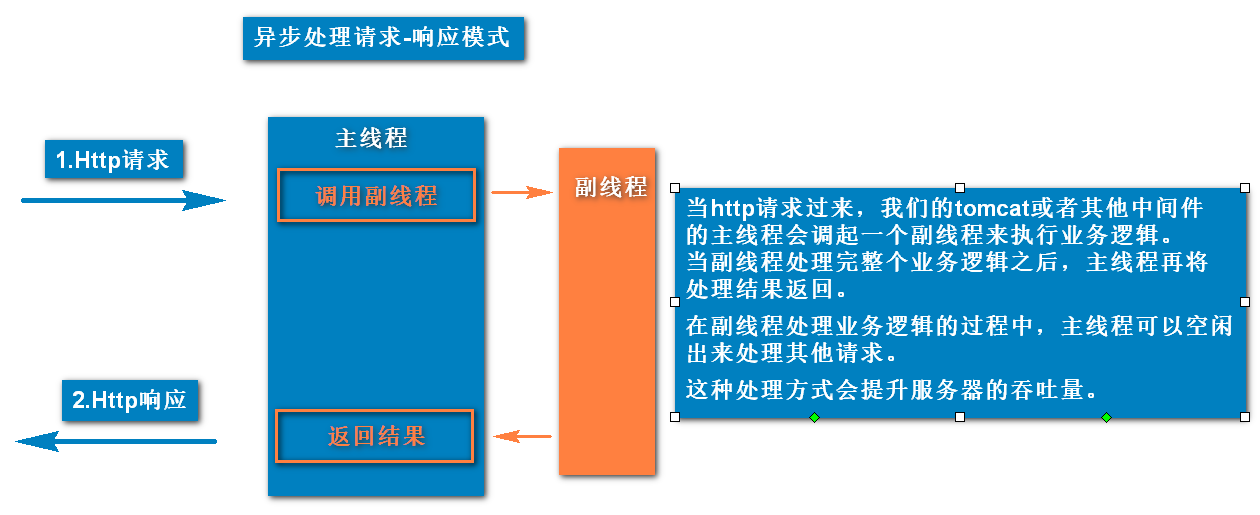 异步处理请求-响应模式
主线程
1.Http请求
调用副线程
副线程
当http请求过来，我们的tomcat或者其他中间件
的主线程会调起一个副线程来执行业务逻辑。
当副线程处理完整个业务逻辑之后，主线程再将
处理结果返回。
在副线程处理业务逻辑的过程中，主线程可以空闲
出来处理其他请求。
这种处理方式会提升服务器的吞吐量。
2.Http响应
返回结果